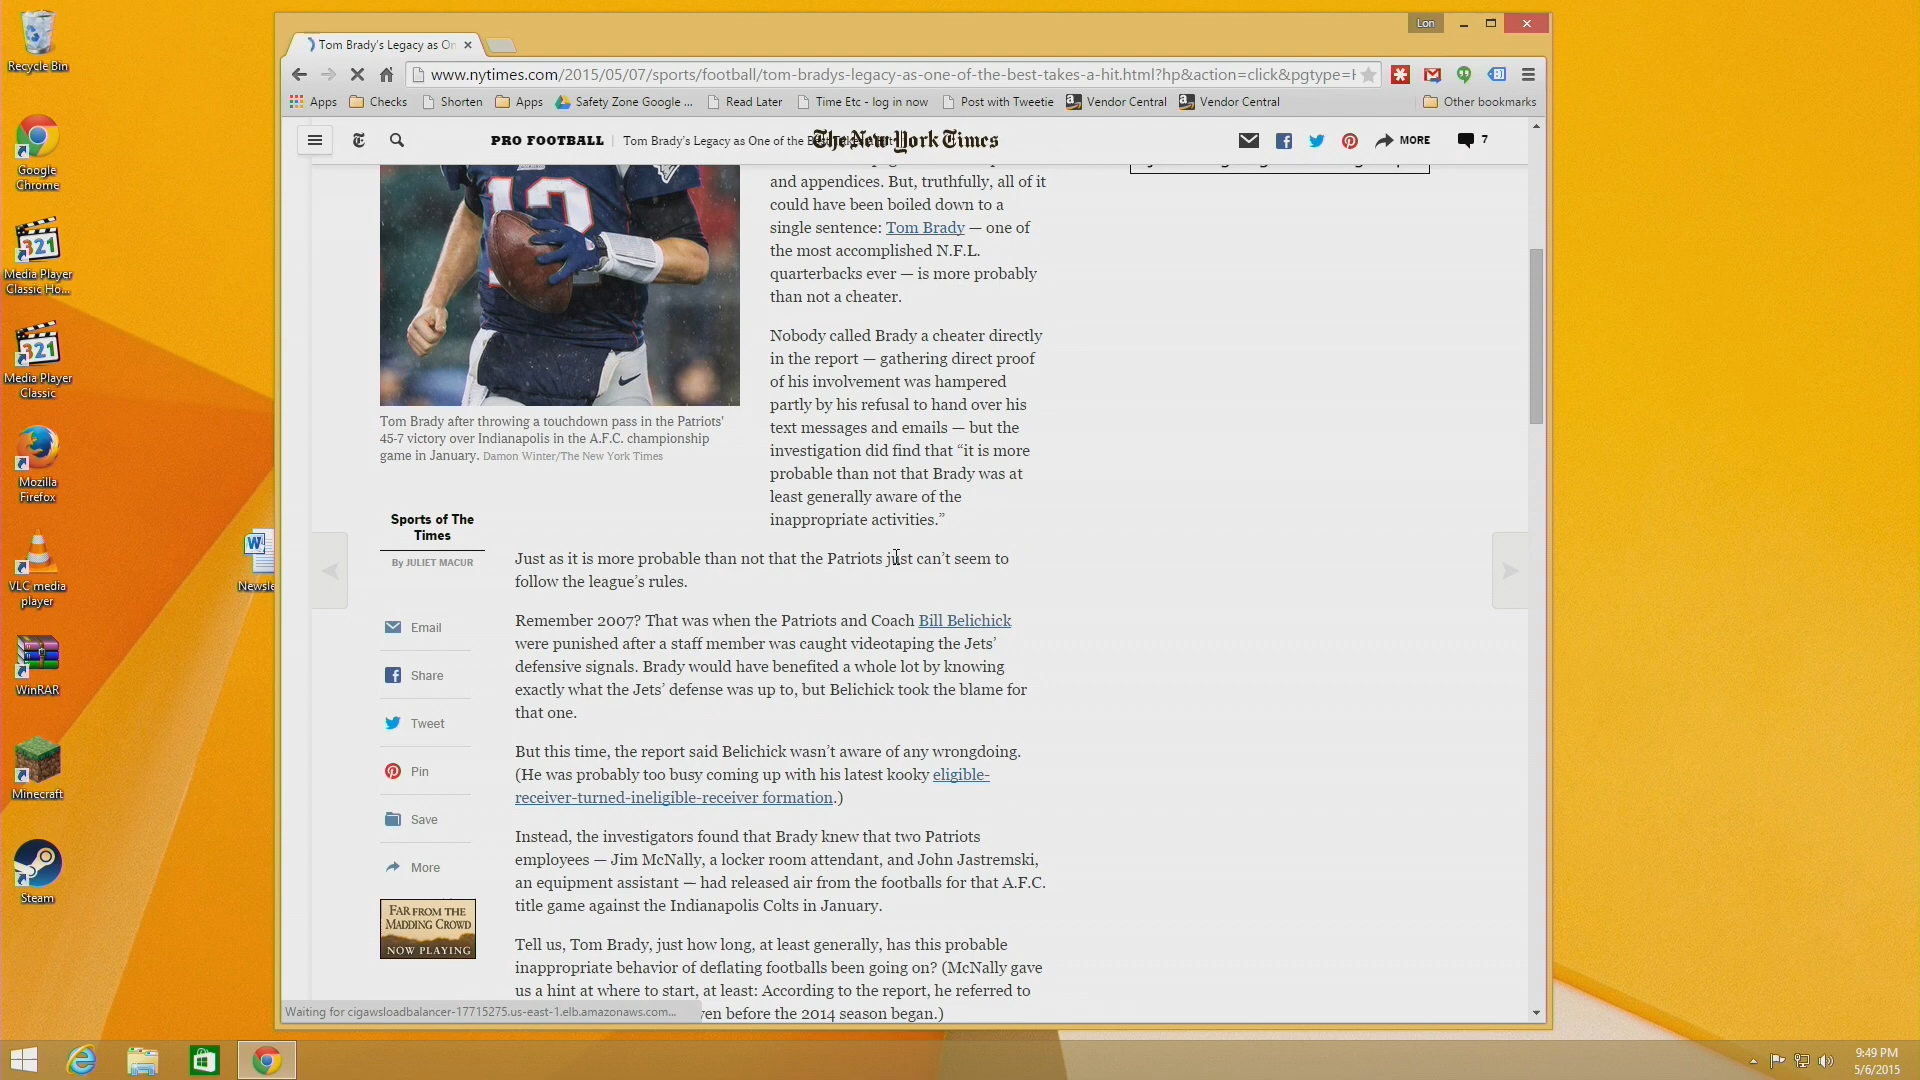 Recycle Bin
Google
Chrome
Media Player
Classic Ho...
Media Player
Classic
Mozilla
Firefox
VLC media
player
WinRAR
Minecraft
Steam
Newsle
Lon
Tom Brady's Legacy as On
www.nytimes.com/2015/05/07/sports/football/tom-bradys-legacy-as-one-of-the-best-takes-a-hit.html?hp&action=click&pgtype=H
Apps Checks Shorten Apps Safety Zone Google ... Read Later Time Etc - log in now Post with Tweetie Vendor Central Vendor Central Other bookmarks
PRO FOOTBALL | Tom Brady's Legacy as One of the Best
The New York Times
MORE 7
and appendices. But, truthfully, all of it
could have been boiled down to a
single sentence: Tom Brady — one of
the most accomplished N.F.L.
quarterbacks ever — is more probably
than not a cheater.
12
Nobody called Brady a cheater directly
in the report — gathering direct proof
of his involvement was hampered
partly by his refusal to hand over his
text messages and emails — but the
investigation did find that “it is more
probable than not that Brady was at
least generally aware of the
inappropriate activities.”
Tom Brady after throwing a touchdown pass in the Patriots'
45-7 victory over Indianapolis in the A.F.C. championship
game in January. Damon Winter/The New York Times
Sports of The
Times
By JULIET MACUR
Email
Share
Tweet
Pin
Save
More
FAR FROM THE
MADDING CROWD
NOW PLAYING
Just as it is more probable than not that the Patriots just can’t seem to
follow the league’s rules.
Remember 2007? That was when the Patriots and Coach Bill Belichick
were punished after a staff member was caught videotaping the Jets’
defensive signals. Brady would have benefited a whole lot by knowing
exactly what the Jets’ defense was up to, but Belichick took the blame for
that one.
But this time, the report said Belichick wasn’t aware of any wrongdoing.
(He was probably too busy coming up with his latest kooky eligible-
receiver-turned-ineligible-receiver formation.)
Instead, the investigators found that Brady knew that two Patriots
employees — Jim McNally, a locker room attendant, and John Jastremski,
an equipment assistant — had released air from the footballs for that A.F.C.
title game against the Indianapolis Colts in January.
Tell us, Tom Brady, just how long, at least generally, has this probable
inappropriate behavior of deflating footballs been going on? (McNally gave
us a hint at where to start, at least: According to the report, he referred to
ven before the 2014 season began.)
Waiting for cigawsloadbalancer-17715275.us-east-1.elb.amazonaws.com...
9:49 PM
5/6/2015